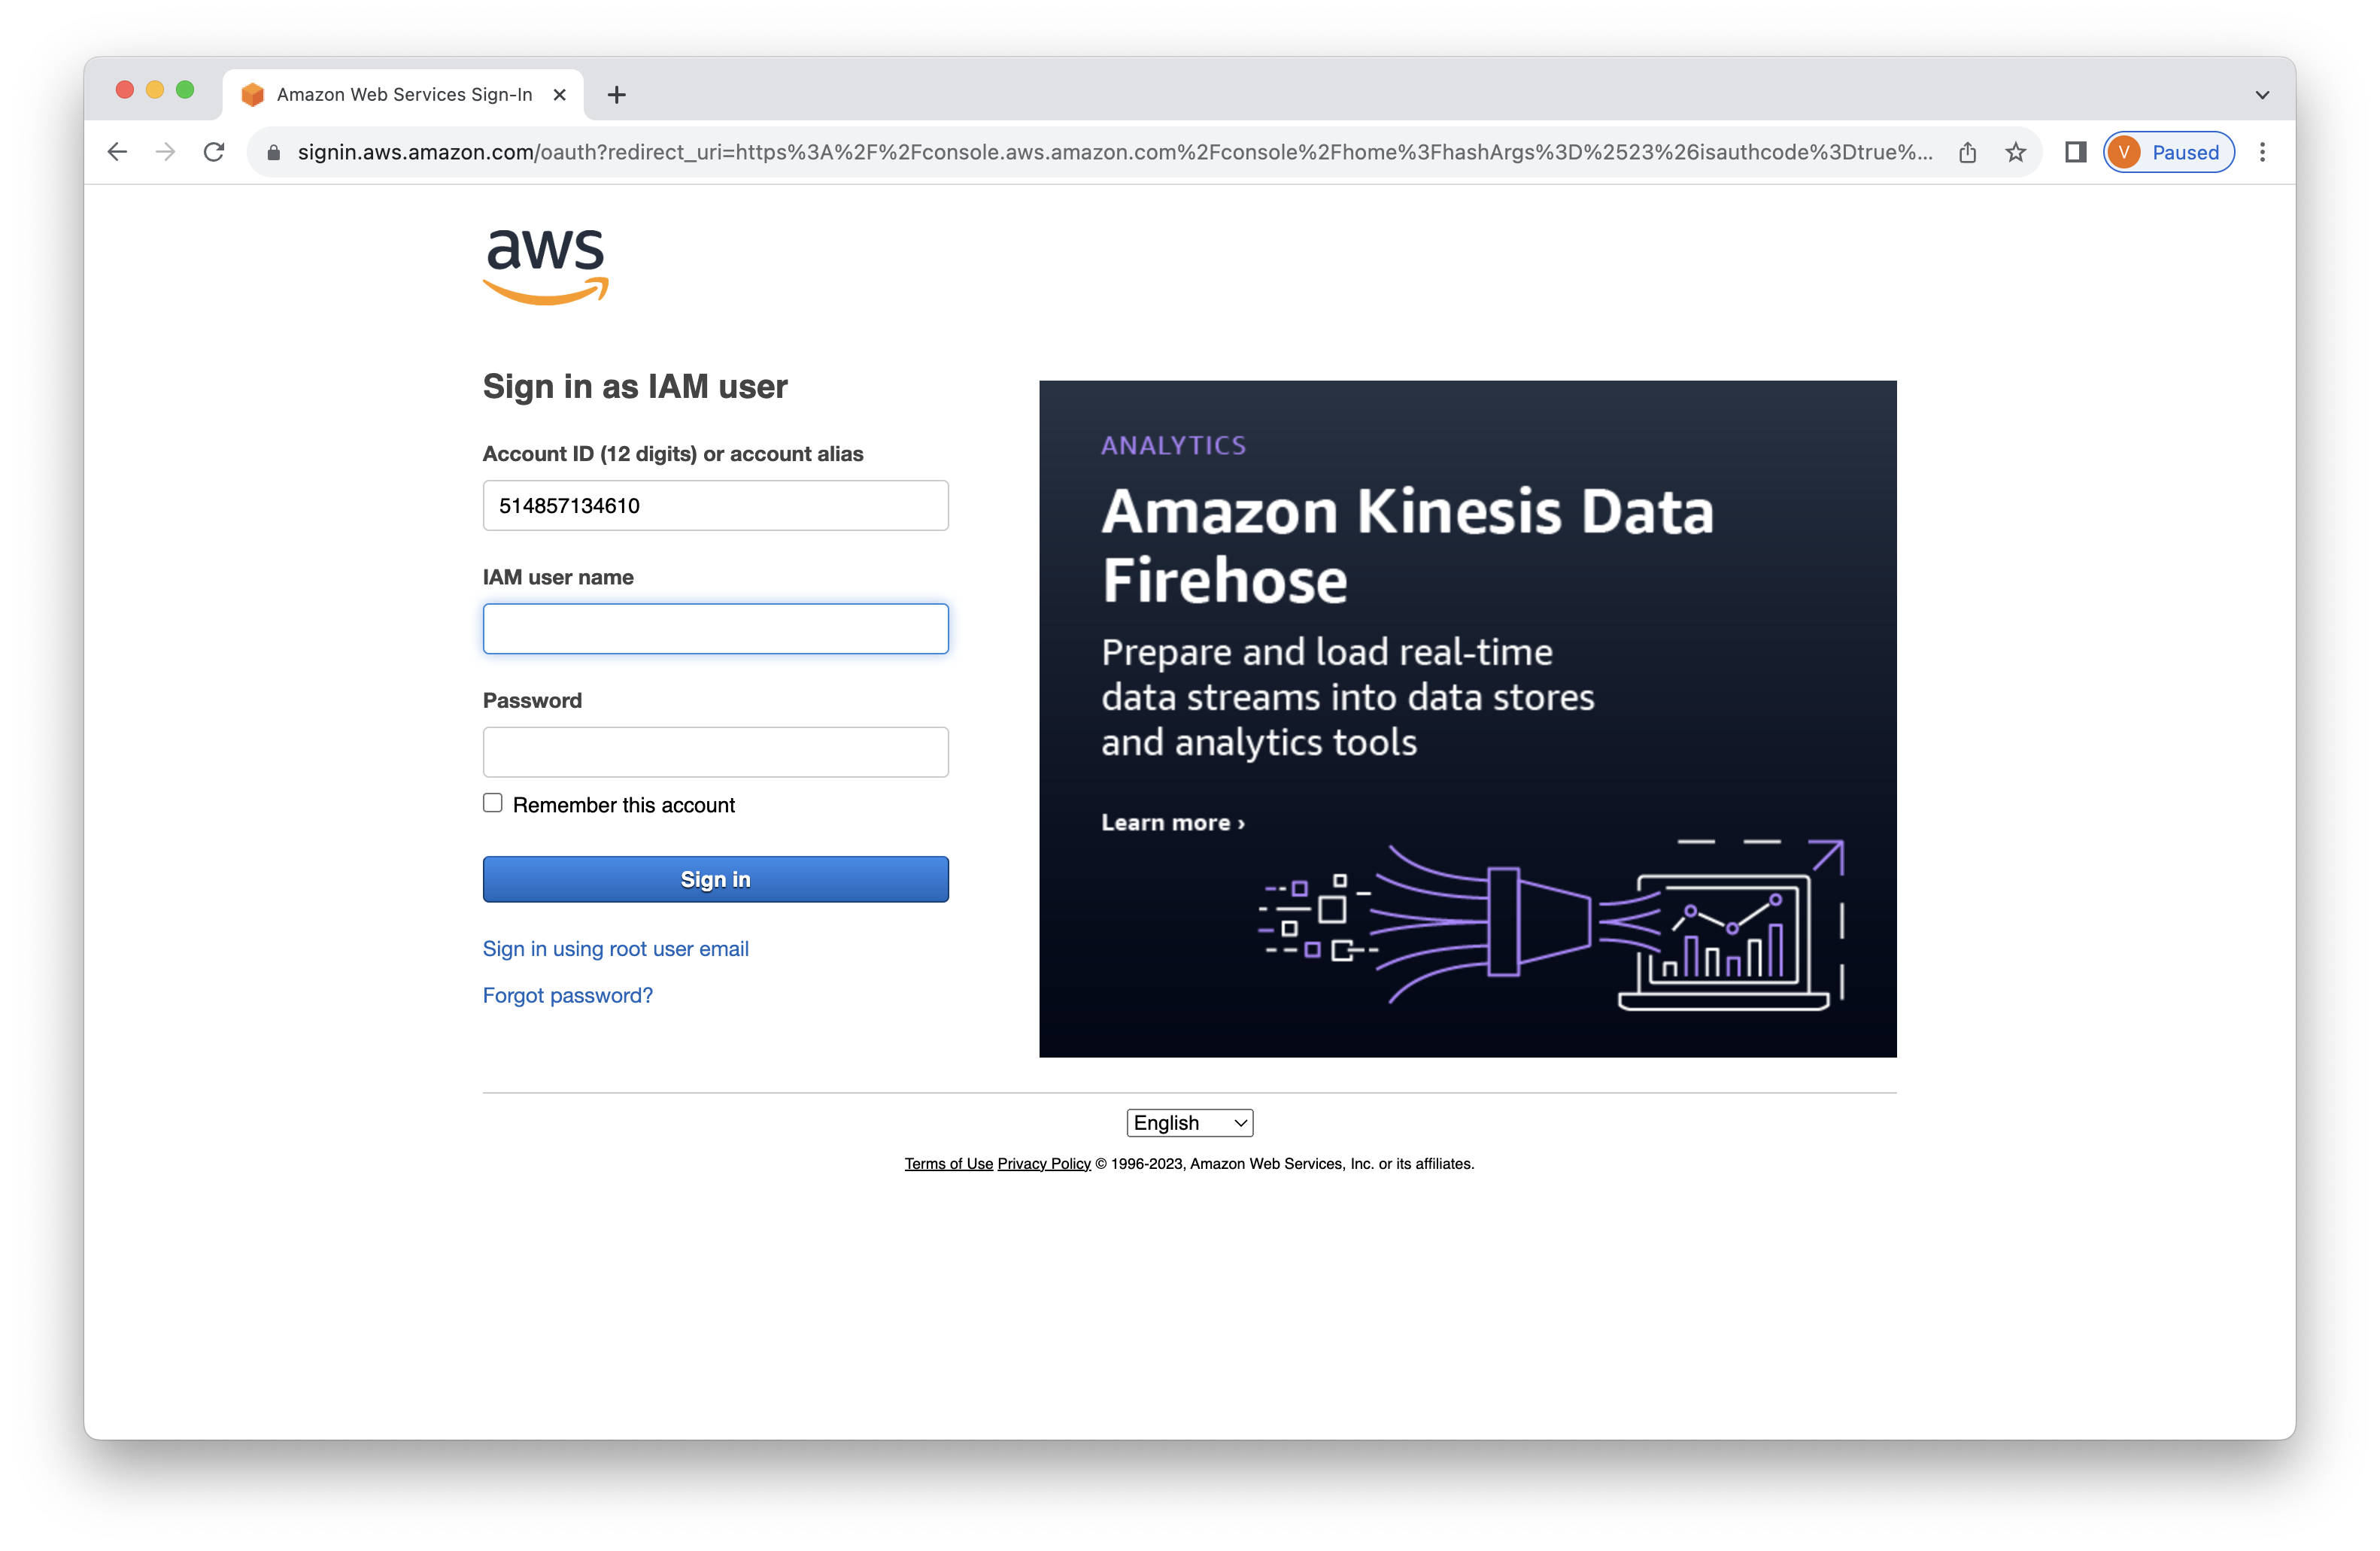 Amazon Web Services Sign-In
signin.aws.amazon.com/oauth?redirect_uri=https%3A%2F%2Fconsole.aws.amazon.com%2Fconsole%2Fhome%3FhashArgs%3D%2523%26isauthcode%3Dtrue%...
V Paused
aws
Sign in as IAM user
Account ID (12 digits) or account alias
514857134610
IAM user name
Password
Remember this account
Sign in
Sign in using root user email
Forgot password?
ANALYTICS
Amazon Kinesis Data
Firehose
Prepare and load real-time
data streams into data stores
and analytics tools
Learn more ›
English
Terms of Use Privacy Policy © 1996-2023, Amazon Web Services, Inc. or its affiliates.